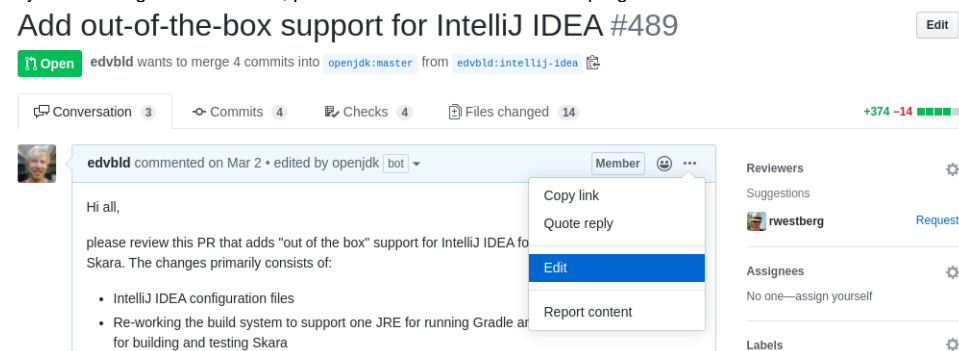 Add out-of-the-box support for IntelliJ IDEA #489
Edit
Open
edvbld wants to merge 4 commits into openjdk:master from edvbld:intellij-idea
Conversation 3
Commits 4
Checks 4
Files changed 14
+374 −14
edvbld commented on Mar 2 • edited by openjdk bot
Member
Copy link
Quote reply
Edit
Report content
Hi all,
please review this PR that adds "out of the box" support for IntelliJ IDEA fo
Skara. The changes primarily consists of:
• IntelliJ IDEA configuration files
• Re-working the build system to support one JRE for running Gradle an
for building and testing Skara
Reviewers
Suggestions
rwestberg
Request
Assignees
No one—assign yourself
Labels